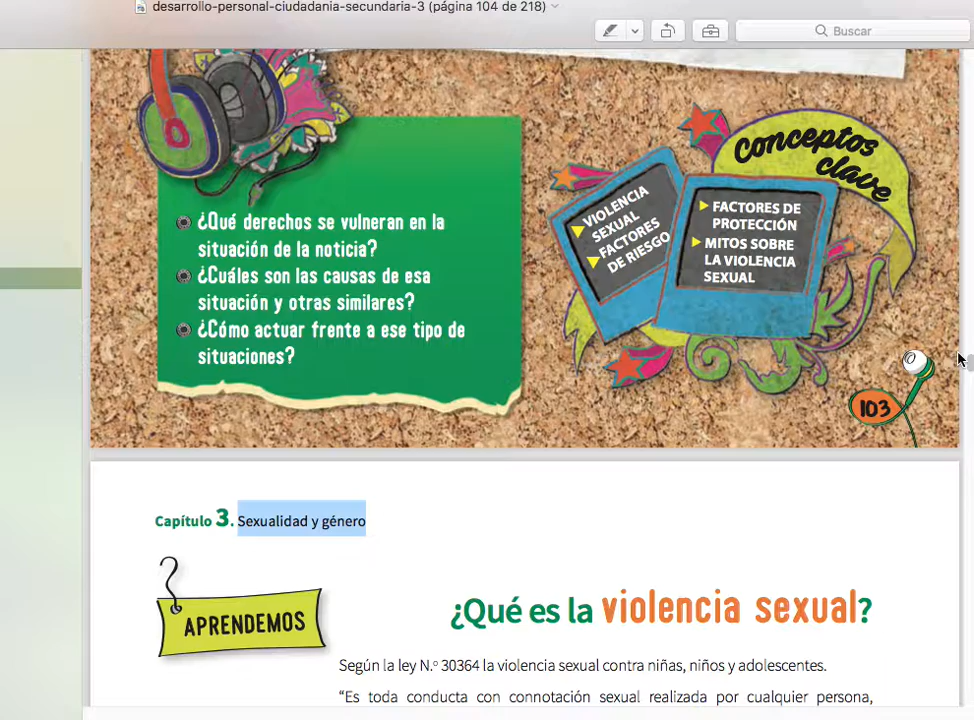 desarrollo-personal-ciudadania-secundaria-3 (página 104 de 218)
Buscar
Conceptos
clave
¿Qué derechos se vulneran en la
situación de la noticia?
¿Cuáles son las causas de esa
situación y otras similares?
¿Cómo actuar frente a ese tipo de
situaciones?
VIOLENCIA
SEXUAL
FACTORES
DE RIESGO
FACTORES DE
PROTECCIÓN
MITOS SOBRE
LA VIOLENCIA
SEXUAL
103
Capítulo 3. Sexualidad y género
APRENDEMOS
¿Qué es la violencia sexual?
Según la ley N.º 30364 la violencia sexual contra niñas, niños y adolescentes.
“Es toda conducta con connotación sexual realizada por cualquier persona,